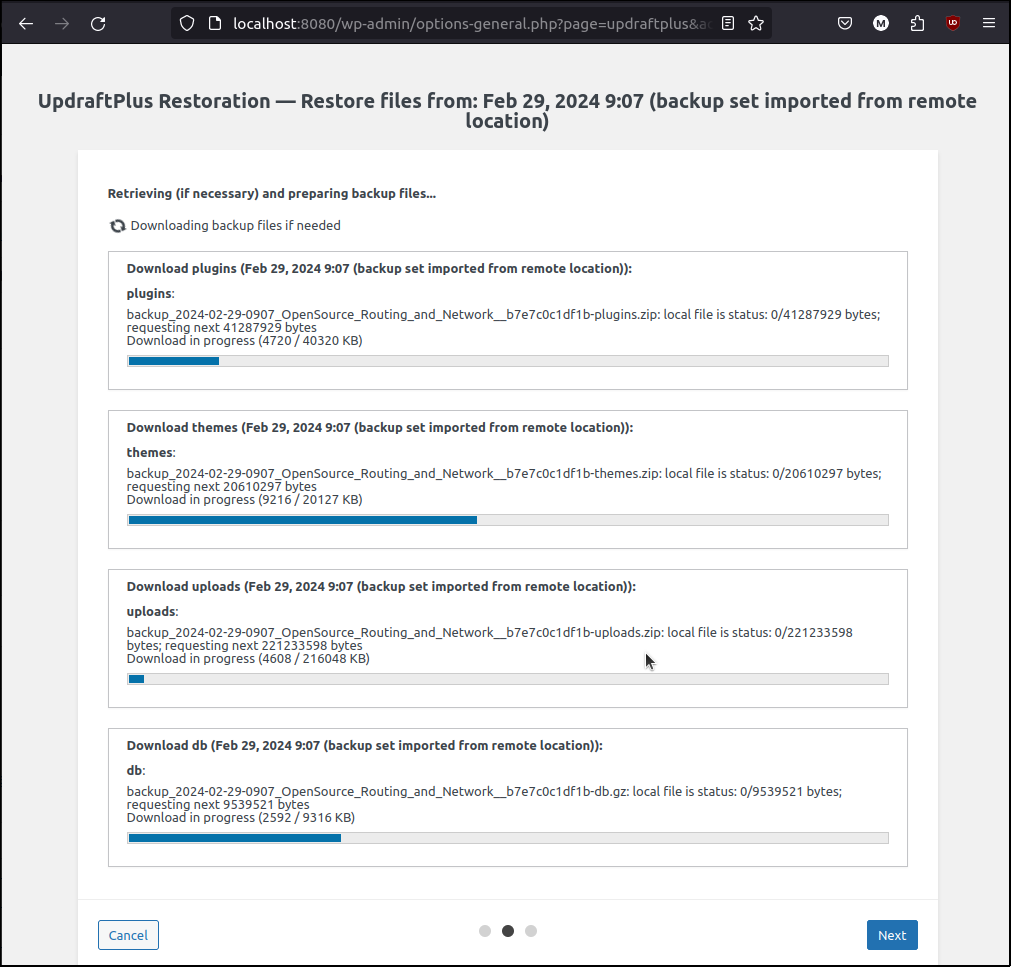 localhost:8080/wp-admin/options-general.php?page=updraftplus&a
M
UD
UpdraftPlus Restoration — Restore files from: Feb 29, 2024 9:07 (backup set imported from remote
location)
Retrieving (if necessary) and preparing backup files...
Downloading backup files if needed
Download plugins (Feb 29, 2024 9:07 (backup set imported from remote location)):
plugins:
backup_2024-02-29-0907_OpenSource_Routing_and_Network__b7e7c0c1df1b-plugins.zip: local file is status: 0/41287929 bytes;
requesting next 41287929 bytes
Download in progress (4720 / 40320 KB)
Download themes (Feb 29, 2024 9:07 (backup set imported from remote location)):
themes:
backup_2024-02-29-0907_OpenSource_Routing_and_Network__b7e7c0c1df1b-themes.zip: local file is status: 0/20610297 bytes;
requesting next 20610297 bytes
Download in progress (9216 / 20127 KB)
Download uploads (Feb 29, 2024 9:07 (backup set imported from remote location)):
uploads:
backup_2024-02-29-0907_OpenSource_Routing_and_Network__b7e7c0c1df1b-uploads.zip: local file is status: 0/221233598
bytes; requesting next 221233598 bytes
Download in progress (4608 / 216048 KB)
Download db (Feb 29, 2024 9:07 (backup set imported from remote location)):
db:
backup_2024-02-29-0907_OpenSource_Routing_and_Network__b7e7c0c1df1b-db.gz: local file is status: 0/9539521 bytes;
requesting next 9539521 bytes
Download in progress (2592 / 9316 KB)
Cancel
Next